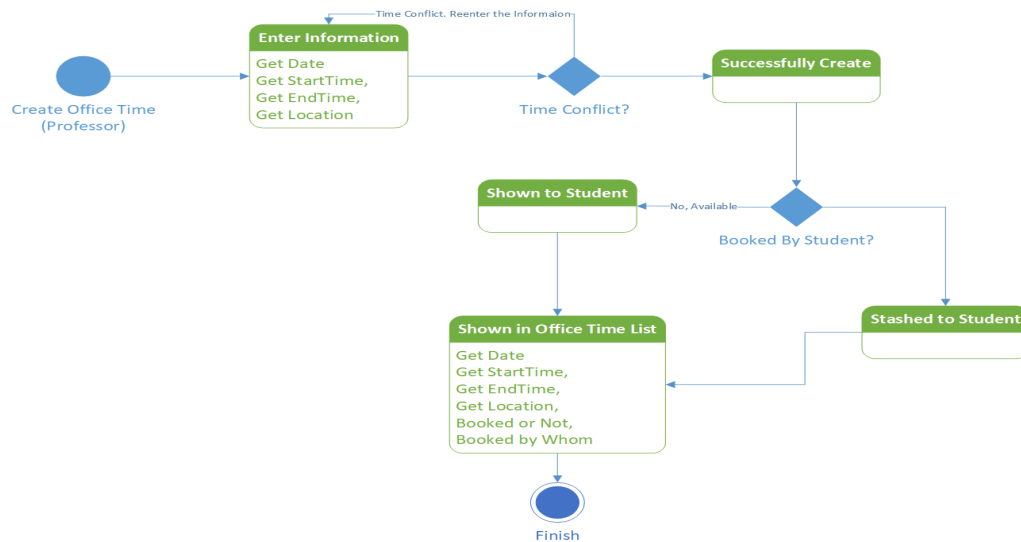 Time Conflict. Reenter the Informaion
Enter Information
Get Date
Get StartTime,
Get EndTime,
Get Location
Create Office Time
(Professor)
Time Conflict?
Successfully Create
Shown to Student
No, Available
Booked By Student?
Stashed to Student
Shown in Office Time List
Get Date
Get StartTime,
Get EndTime,
Get Location,
Booked or Not,
Booked by Whom
Finish